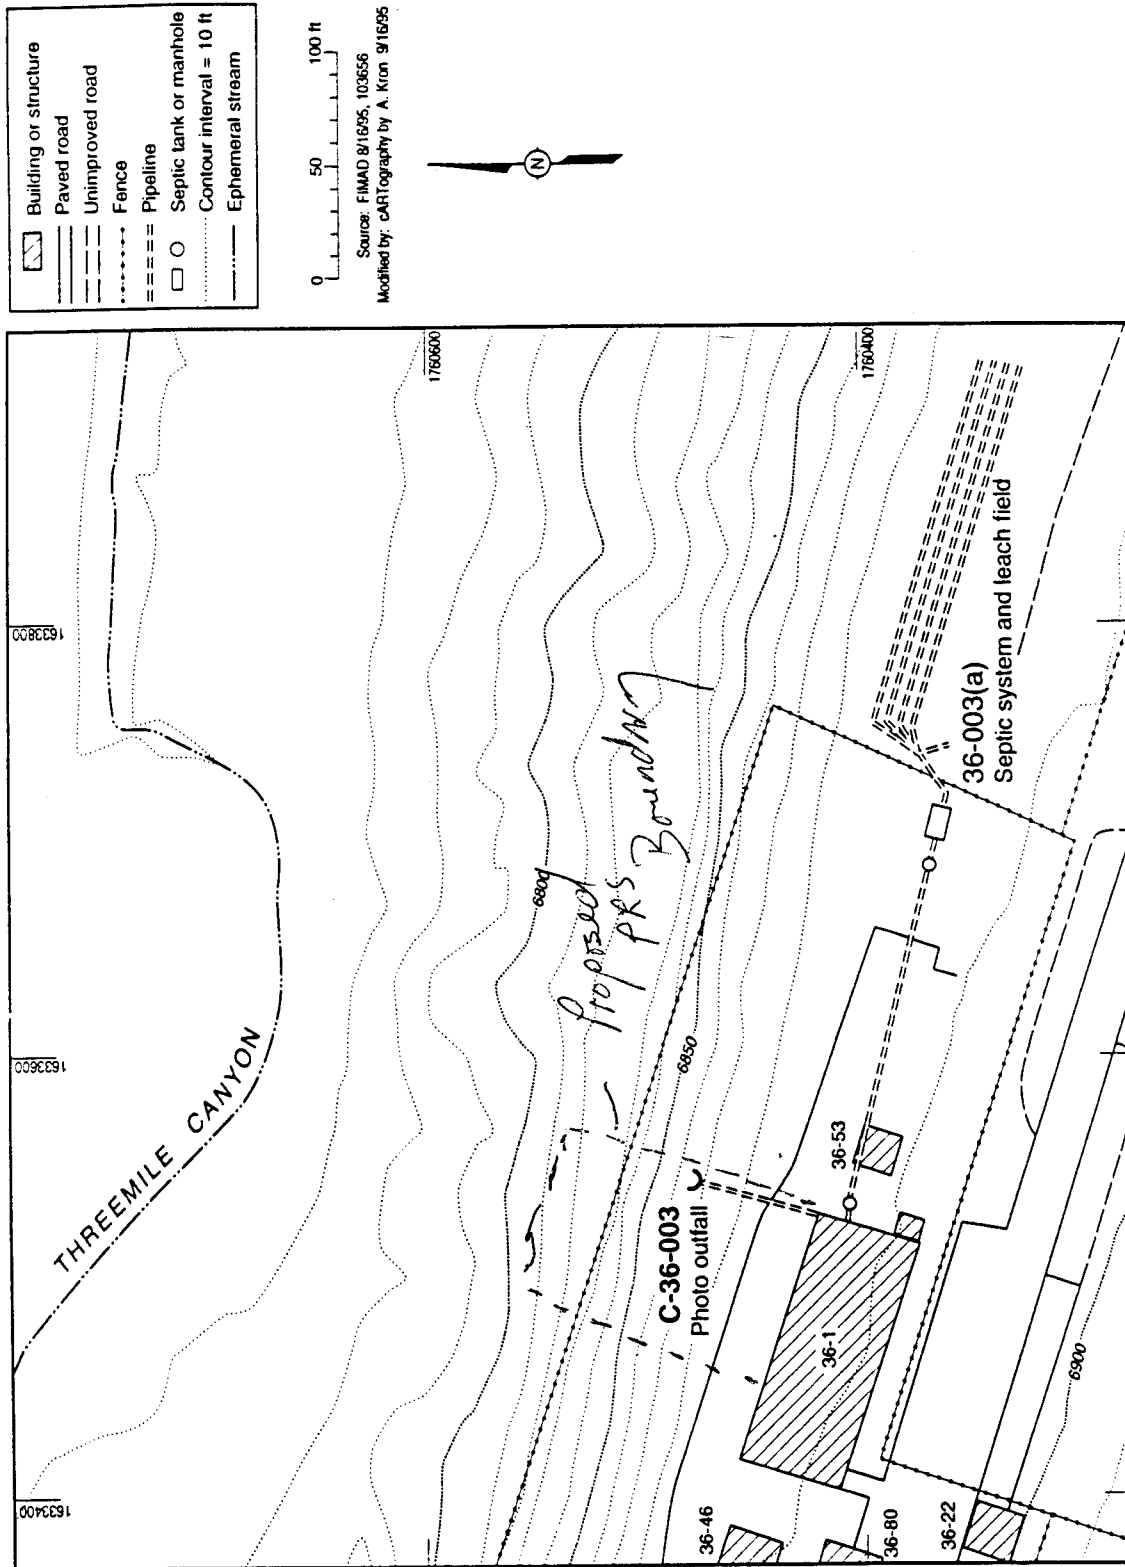 Building or structure
Paved road
Unimproved road
Fence
Pipeline
Septic tank or manhole
Contour interval = 10 ft
Ephemeral stream
0 50 100 ft
Source: FIMAD 8/16/95, 103656
Modified by: cARTography by A. Kron 9/16/95
N
1633400
1633600
1633800
1760600
1760400
THREEMILE CANYON
6800
Proposed
PRS Boundary
6850
C-36-003
Photo outfall
36-53
36-1
36-003(a)
Septic system and leach field
36-46
36-80
36-22
6900